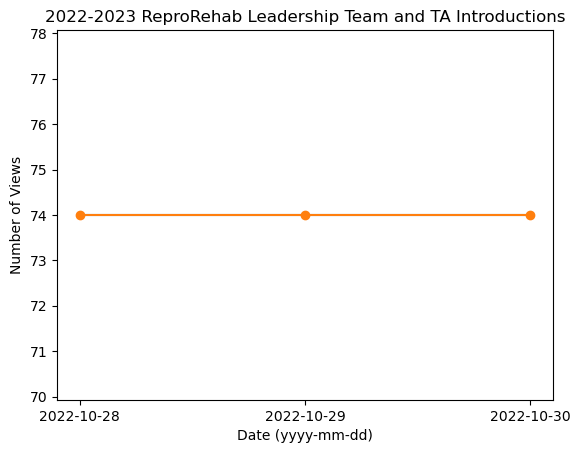 2022-2023 ReproRehab Leadership Team and TA Introductions
78
77
76
75
74
73
72
71
70
Number of Views
2022-10-28 2022-10-29 2022-10-30
Date (yyyy-mm-dd)